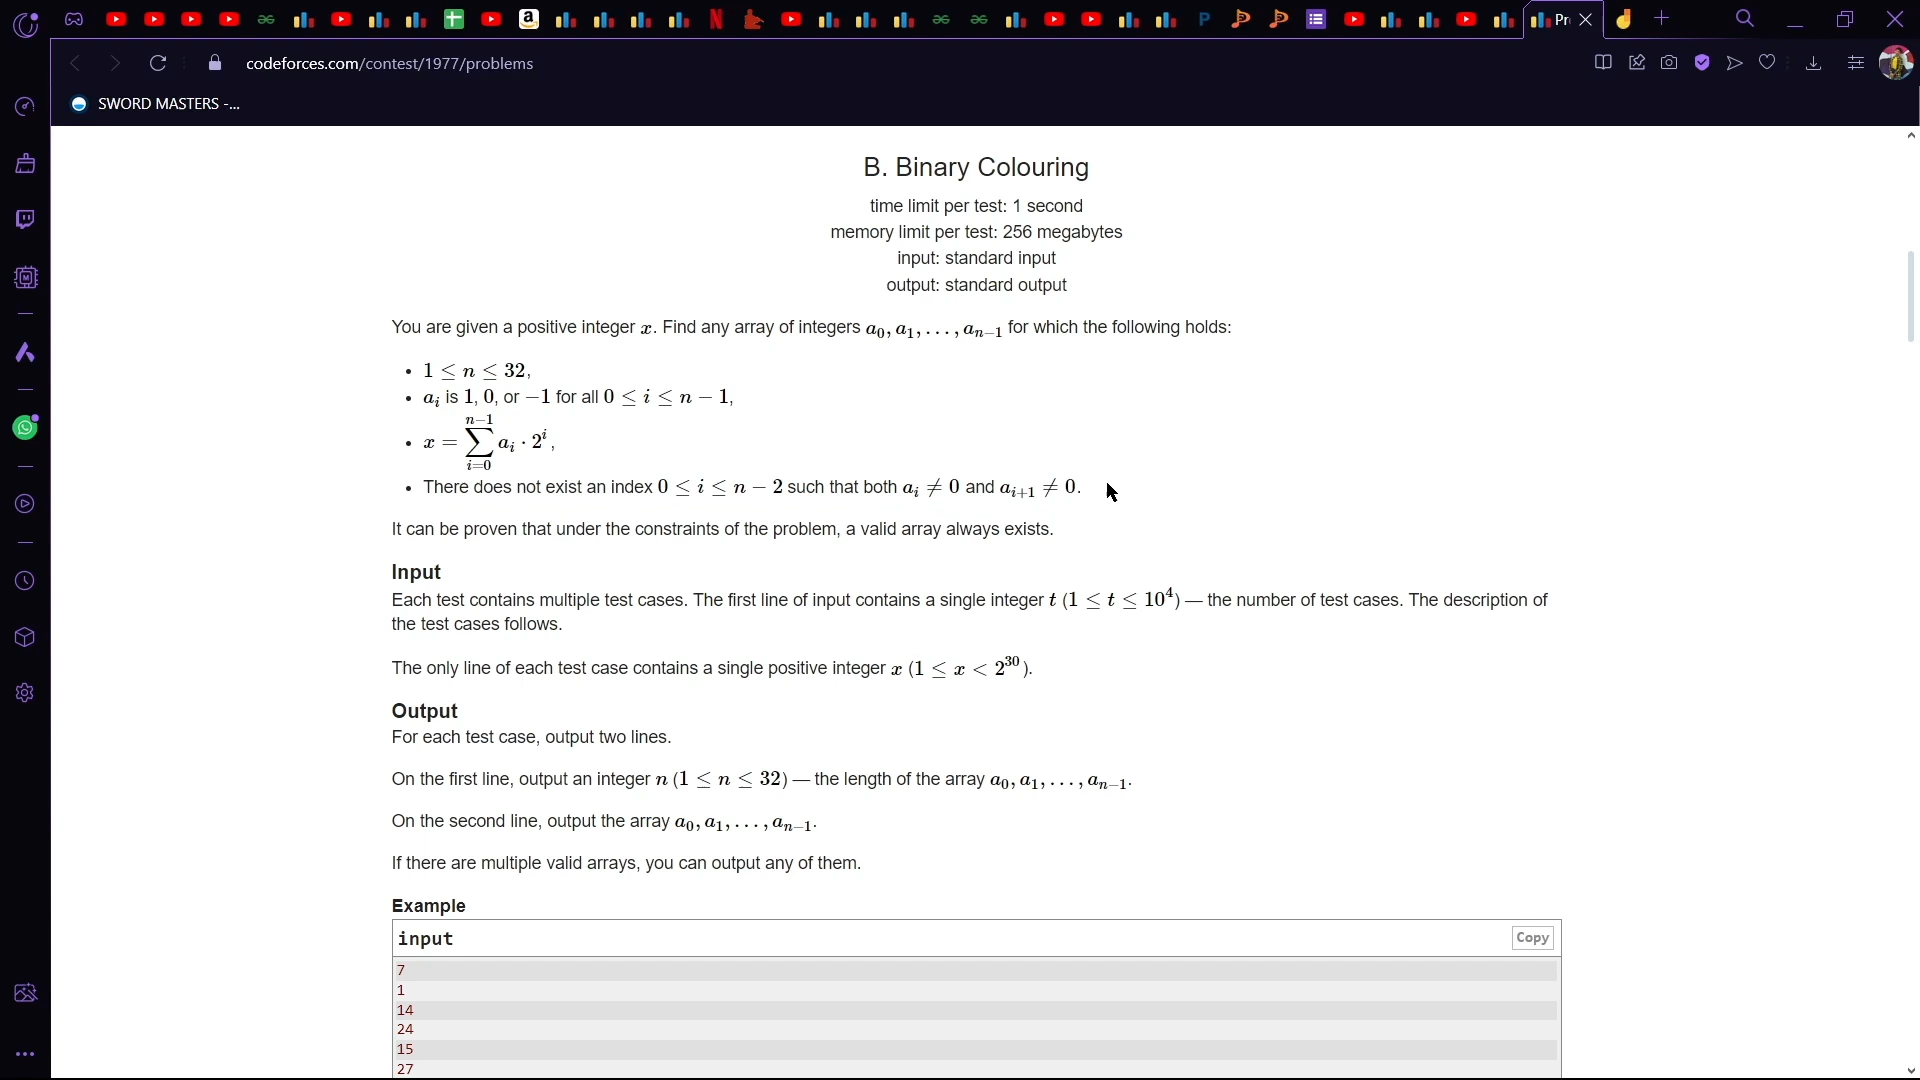 Pr
codeforces.com/contest/1977/problems
SWORD MASTERS -...
B. Binary Colouring
time limit per test: 1 second
memory limit per test: 256 megabytes
input: standard input
output: standard output
You are given a positive integer x. Find any array of integers a₀, a₁, . . . , aₙ₋₁ for which the following holds:
• 1 ≤ n ≤ 32,
• aᵢ is 1, 0, or −1 for all 0 ≤ i ≤ n − 1,
• x = ∑_{i=0}^{n−1} aᵢ · 2ⁱ,
• There does not exist an index 0 ≤ i ≤ n − 2 such that both aᵢ ≠ 0 and aᵢ₊₁ ≠ 0.
It can be proven that under the constraints of the problem, a valid array always exists.
Input
Each test contains multiple test cases. The first line of input contains a single integer t (1 ≤ t ≤ 10⁴) — the number of test cases. The description of
the test cases follows.
The only line of each test case contains a single positive integer x (1 ≤ x < 2³⁰).
Output
For each test case, output two lines.
On the first line, output an integer n (1 ≤ n ≤ 32) — the length of the array a₀, a₁, . . . , aₙ₋₁.
On the second line, output the array a₀, a₁, . . . , aₙ₋₁.
If there are multiple valid arrays, you can output any of them.
Example
input
Copy
7
1
14
24
15
27